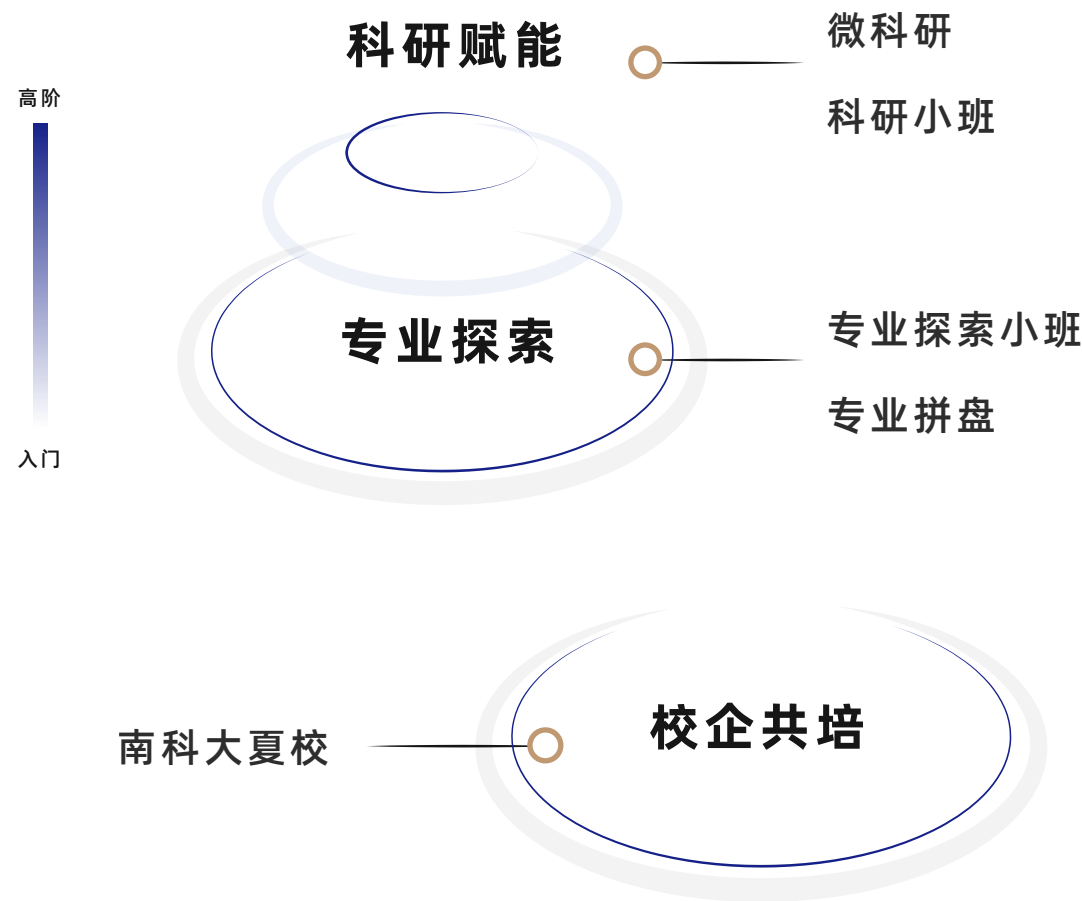 科研赋能
微科研
科研小班
高阶
专业探索
专业探索小班
专业拼盘
入门
校企共培
南科大夏校